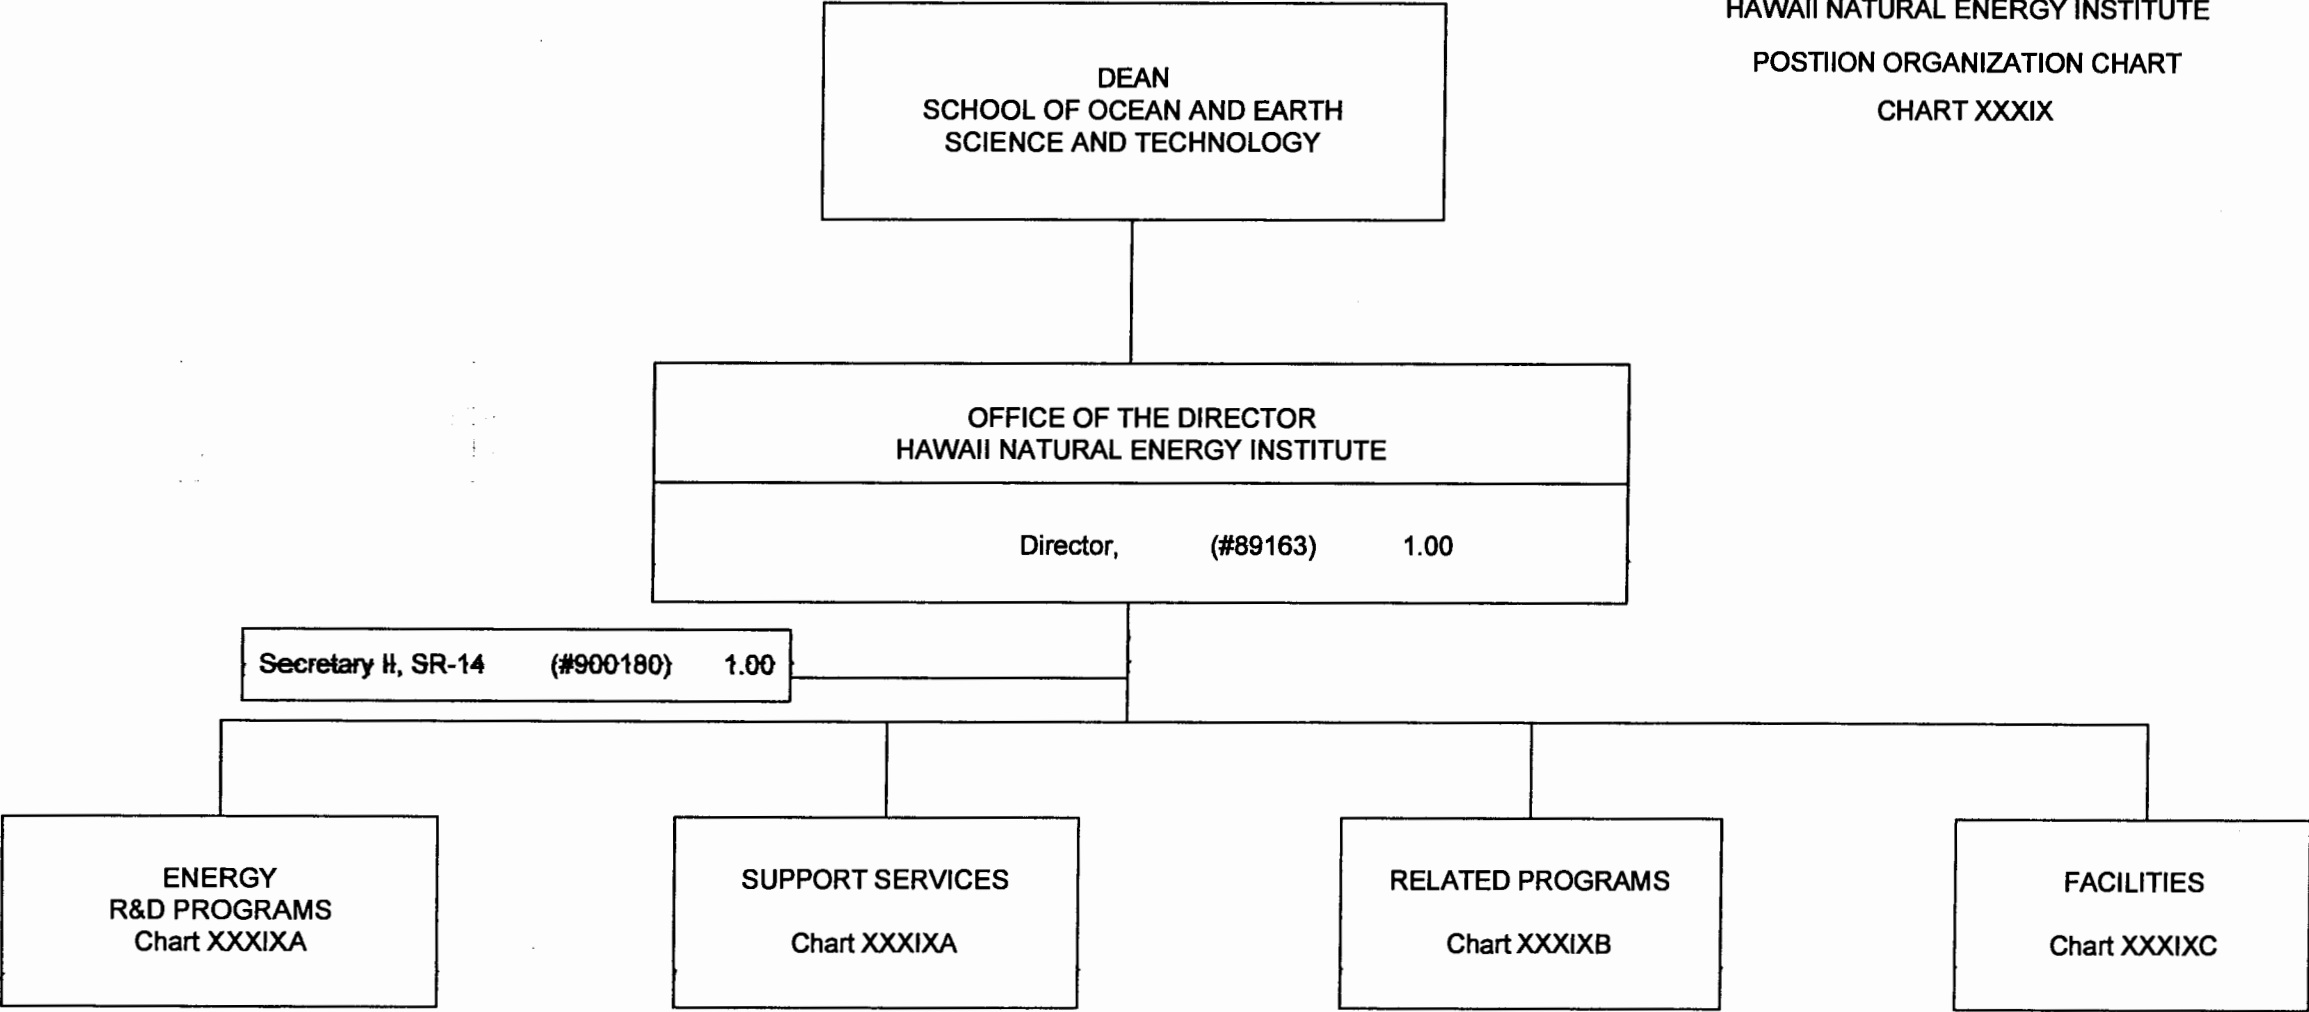 HAWAII NATURAL ENERGY INSTITUTE
POSTIION ORGANIZATION CHART
CHART XXXIX
DEAN
SCHOOL OF OCEAN AND EARTH
SCIENCE AND TECHNOLOGY
OFFICE OF THE DIRECTOR
HAWAII NATURAL ENERGY INSTITUTE
Director, (#89163) 1.00
Secretary II, SR-14 (#900180) 1.00
ENERGY
R&D PROGRAMS
Chart XXXIXA
SUPPORT SERVICES
Chart XXXIXA
RELATED PROGRAMS
Chart XXXIXB
FACILITIES
Chart XXXIXC